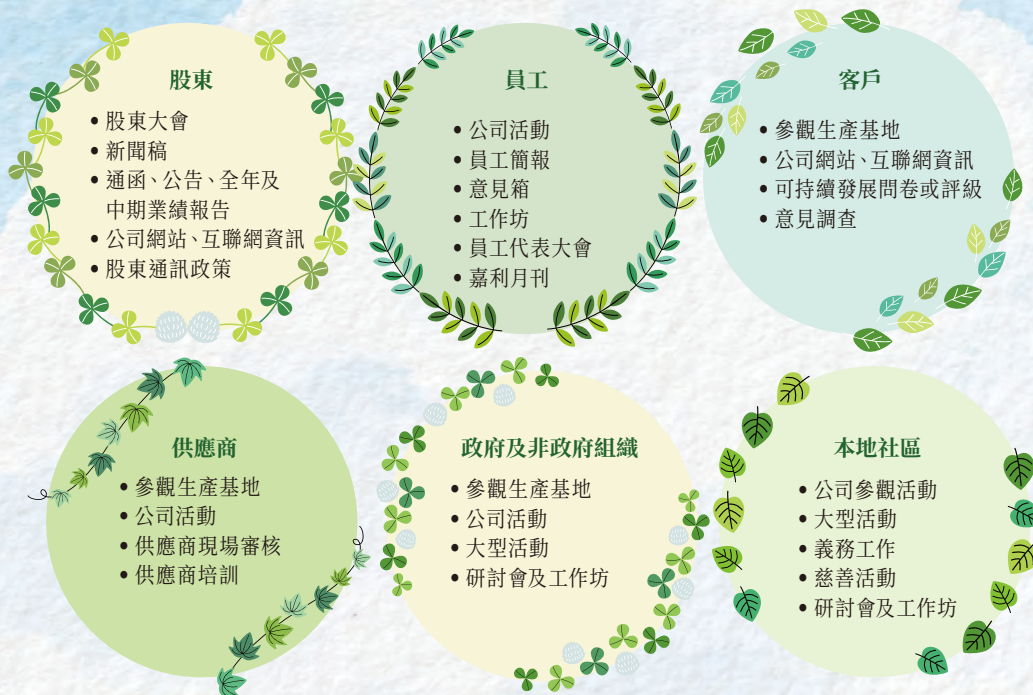 股東
• 股東大會
• 新聞稿
• 通函、公告、全年及
中期業績報告
• 公司網站、互聯網資訊
• 股東通訊政策
員工
• 公司活動
• 員工簡報
• 意見箱
• 工作坊
• 員工代表大會
• 嘉利月刊
客戶
• 參觀生產基地
• 公司網站、互聯網資訊
• 可持續發展問卷或評級
• 意見調查
供應商
• 參觀生產基地
• 公司活動
• 供應商現場審核
• 供應商培訓
政府及非政府組織
• 參觀生產基地
• 公司活動
• 大型活動
• 研討會及工作坊
本地社區
• 公司參觀活動
• 大型活動
• 義務工作
• 慈善活動
• 研討會及工作坊